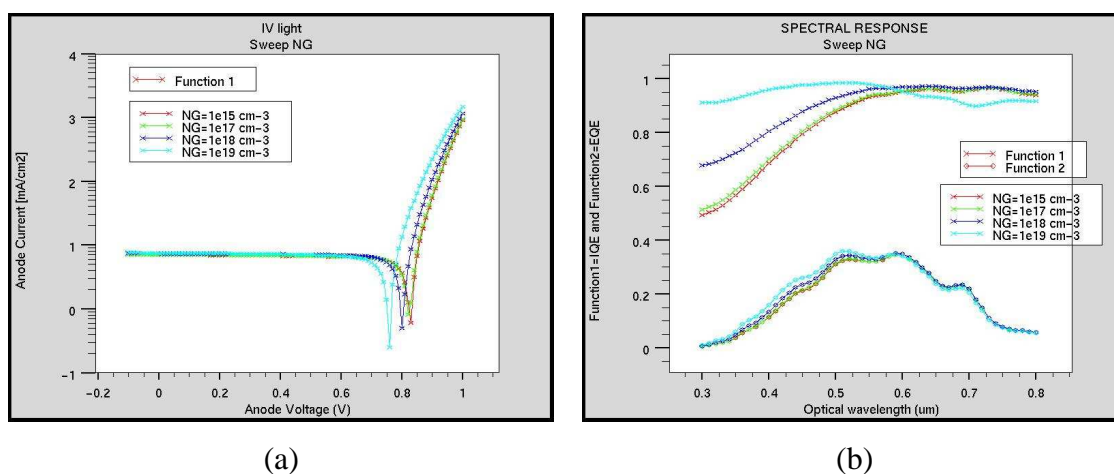 IV light
Sweep NG
Anode Current [mA/cm2]
4
3
2
1
0
−1
Function 1
NG=1e15 cm−3
NG=1e17 cm−3
NG=1e18 cm−3
NG=1e19 cm−3
−0.2
0
0.2
0.4
0.6
0.8
1
Anode Voltage (V)
(a)
SPECTRAL RESPONSE
Sweep NG
Function1=IQE and Function2=EQE
1
0.8
0.6
0.4
0.2
0
Function 1
Function 2
NG=1e15 cm−3
NG=1e17 cm−3
NG=1e18 cm−3
NG=1e19 cm−3
0.3
0.4
0.5
0.6
0.7
0.8
Optical wavelength (um)
(b)